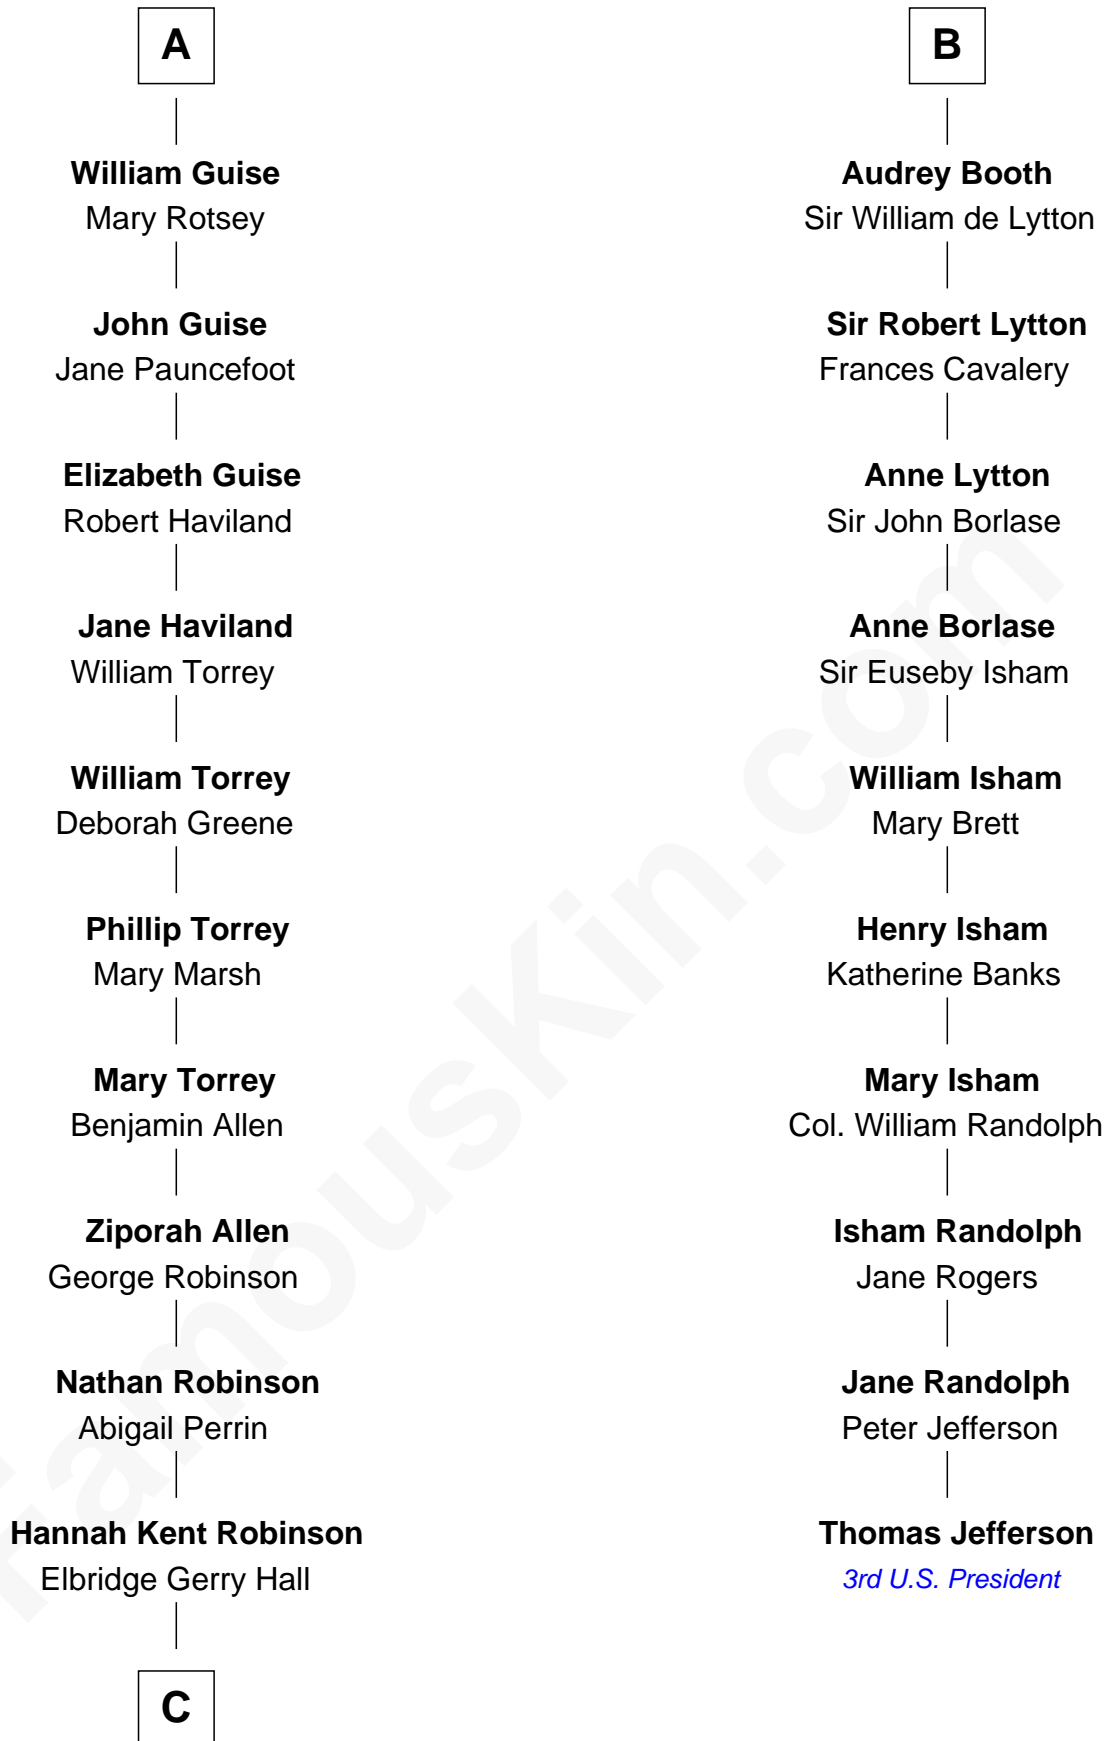 A
William Guise
Mary Rotsey
John Guise
Jane Pauncefoot
Elizabeth Guise
Robert Haviland
Jane Haviland
William Torrey
William Torrey
Deborah Greene
Phillip Torrey
Mary Marsh
Mary Torrey
Benjamin Allen
Ziporah Allen
George Robinson
Nathan Robinson
Abigail Perrin
Hannah Kent Robinson
Elbridge Gerry Hall
C
B
Audrey Booth
Sir William de Lytton
Sir Robert Lytton
Frances Cavalery
Anne Lytton
Sir John Borlase
Anne Borlase
Sir Euseby Isham
William Isham
Mary Brett
Henry Isham
Katherine Banks
Mary Isham
Col. William Randolph
Isham Randolph
Jane Rogers
Jane Randolph
Peter Jefferson
Thomas Jefferson
3rd U.S. President
FamousKin.com